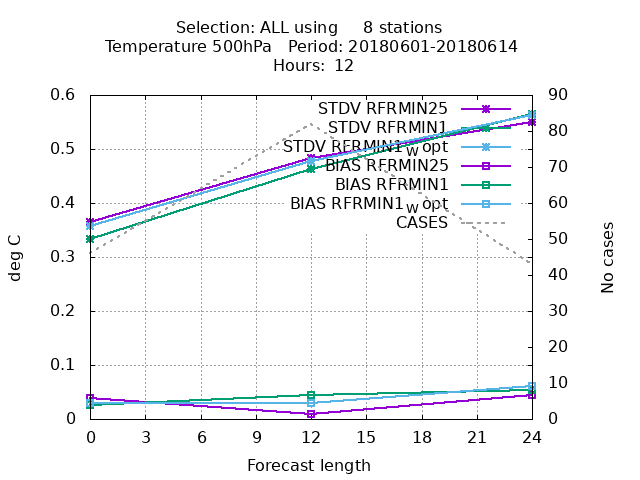 Selection: ALL using     8 stations
Temperature 500hPa   Period: 20180601-20180614
Hours:  12
0.6
0.5
0.4
0.3
0.2
0.1
0
deg C
90
80
70
60
50
40
30
20
10
0
No cases
STDV RFRMIN25
STDV RFRMIN1
STDV RFRMIN1w opt
BIAS RFRMIN25
BIAS RFRMIN1
BIAS RFRMIN1w opt
CASES
0 3 6 9 12 15 18 21 24
Forecast length